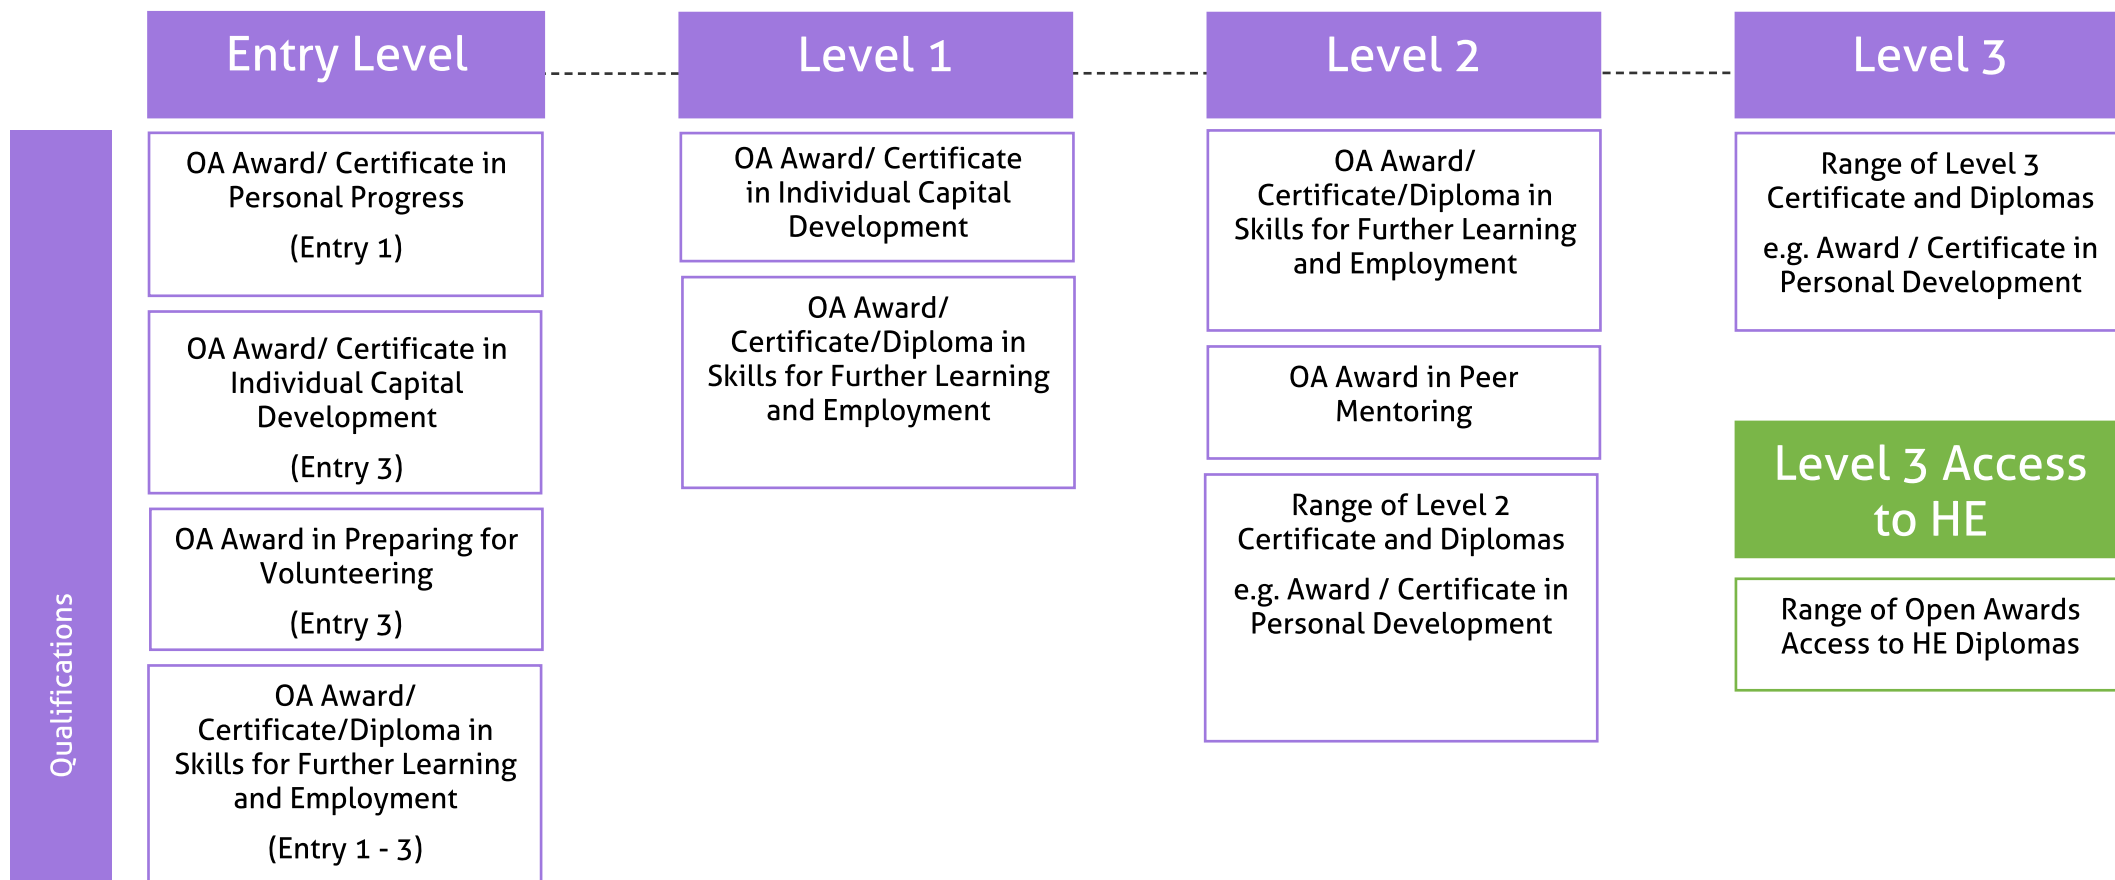 Entry Level
Level 1
Level 2
Level 3
Qualifications
OA Award/ Certificate in
Personal Progress
(Entry 1)
OA Award/ Certificate in
Individual Capital
Development
(Entry 3)
OA Award in Preparing for
Volunteering
(Entry 3)
OA Award/
Certificate/Diploma in
Skills for Further Learning
and Employment
(Entry 1 - 3)
OA Award/ Certificate
in Individual Capital
Development
OA Award/
Certificate/Diploma in
Skills for Further Learning
and Employment
OA Award/
Certificate/Diploma in
Skills for Further Learning
and Employment
OA Award in Peer
Mentoring
Range of Level 2
Certificate and Diplomas
e.g. Award / Certificate in
Personal Development
Range of Level 3
Certificate and Diplomas
e.g. Award / Certificate in
Personal Development
Level 3 Access
to HE
Range of Open Awards
Access to HE Diplomas